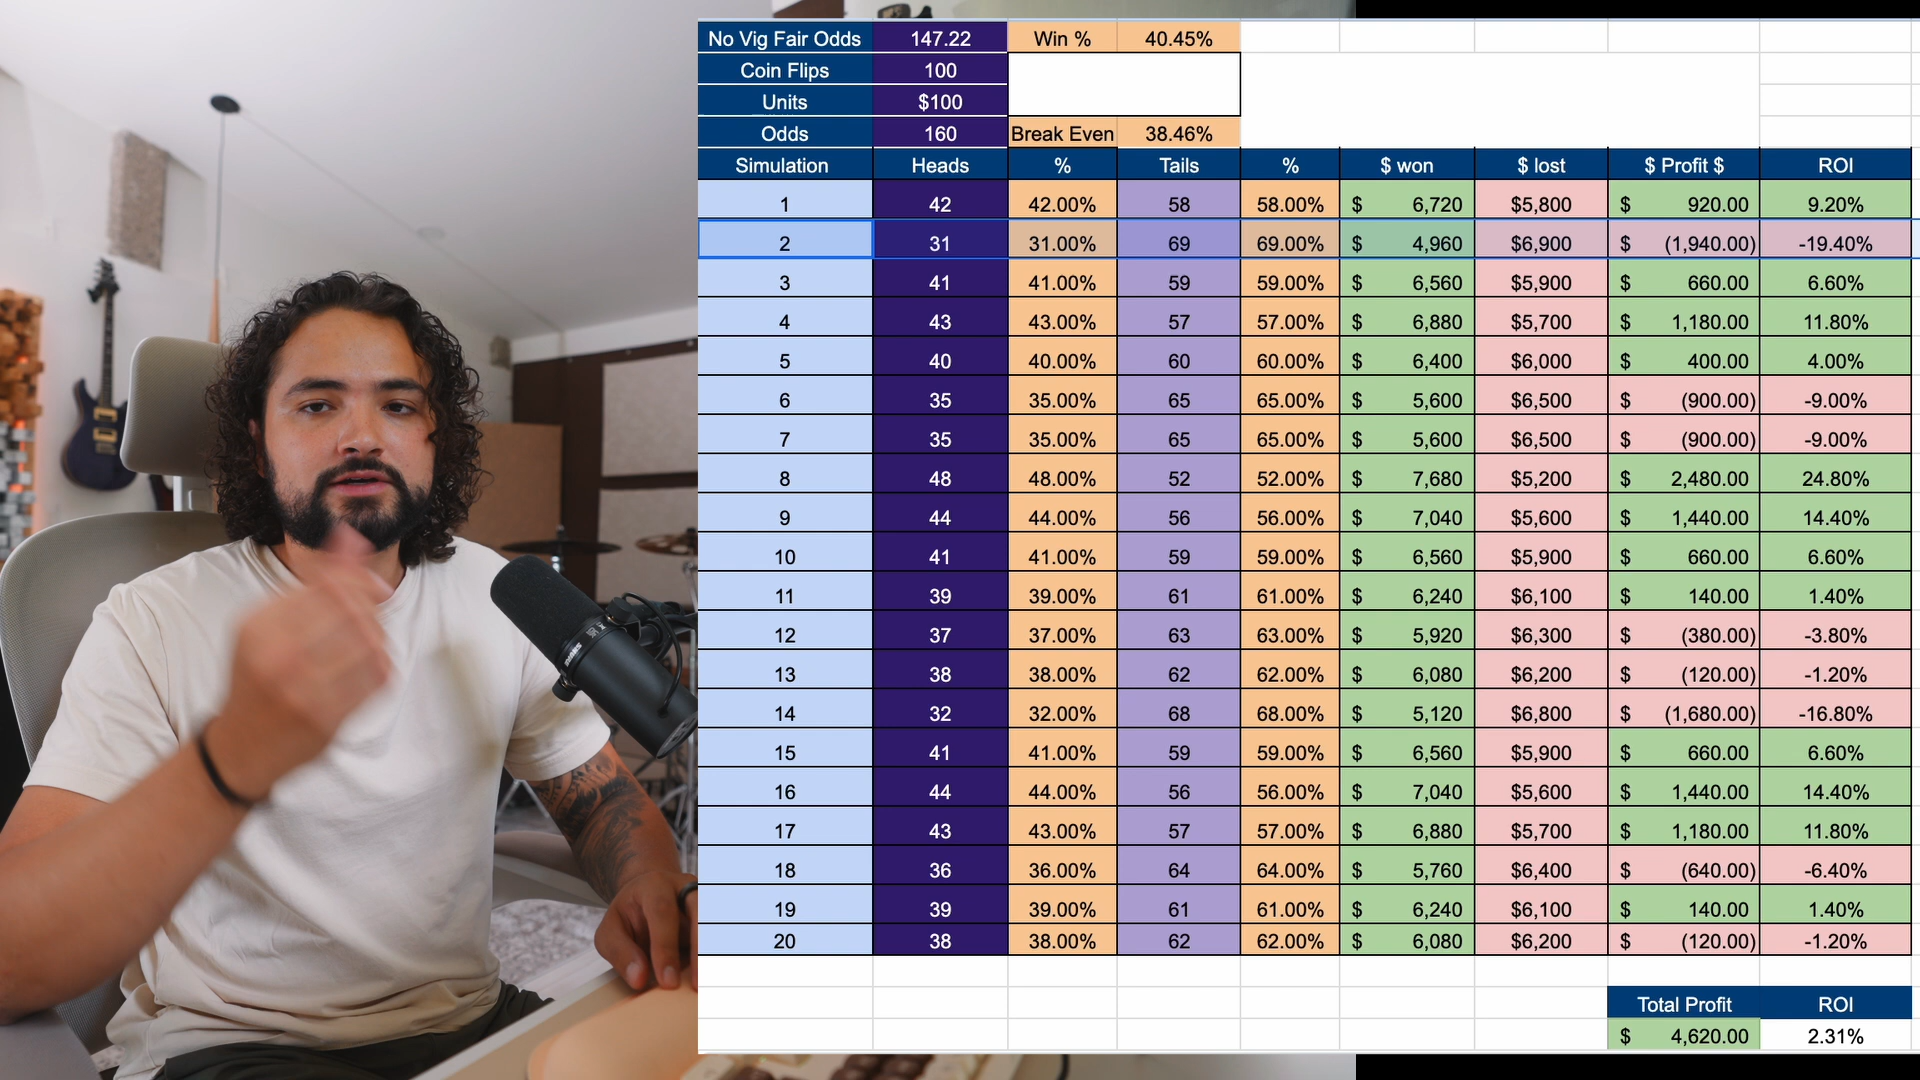 No Vig Fair Odds 147.22 Win % 40.45%
Coin Flips 100
Units $100
Odds 160 Break Even 38.46%
Simulation Heads % Tails % $ won $ lost $ Profit $ ROI
1 42 42.00% 58 58.00% $ 6,720 $5,800 $ 920.00 9.20%
2 31 31.00% 69 69.00% $ 4,960 $6,900 $ (1,940.00) -19.40%
3 41 41.00% 59 59.00% $ 6,560 $5,900 $ 660.00 6.60%
4 43 43.00% 57 57.00% $ 6,880 $5,700 $ 1,180.00 11.80%
5 40 40.00% 60 60.00% $ 6,400 $6,000 $ 400.00 4.00%
6 35 35.00% 65 65.00% $ 5,600 $6,500 $ (900.00) -9.00%
7 35 35.00% 65 65.00% $ 5,600 $6,500 $ (900.00) -9.00%
8 48 48.00% 52 52.00% $ 7,680 $5,200 $ 2,480.00 24.80%
9 44 44.00% 56 56.00% $ 7,040 $5,600 $ 1,440.00 14.40%
10 41 41.00% 59 59.00% $ 6,560 $5,900 $ 660.00 6.60%
11 39 39.00% 61 61.00% $ 6,240 $6,100 $ 140.00 1.40%
12 37 37.00% 63 63.00% $ 5,920 $6,300 $ (380.00) -3.80%
13 38 38.00% 62 62.00% $ 6,080 $6,200 $ (120.00) -1.20%
14 32 32.00% 68 68.00% $ 5,120 $6,800 $ (1,680.00) -16.80%
15 41 41.00% 59 59.00% $ 6,560 $5,900 $ 660.00 6.60%
16 44 44.00% 56 56.00% $ 7,040 $5,600 $ 1,440.00 14.40%
17 43 43.00% 57 57.00% $ 6,880 $5,700 $ 1,180.00 11.80%
18 36 36.00% 64 64.00% $ 5,760 $6,400 $ (640.00) -6.40%
19 39 39.00% 61 61.00% $ 6,240 $6,100 $ 140.00 1.40%
20 38 38.00% 62 62.00% $ 6,080 $6,200 $ (120.00) -1.20%
Total Profit ROI
$ 4,620.00 2.31%